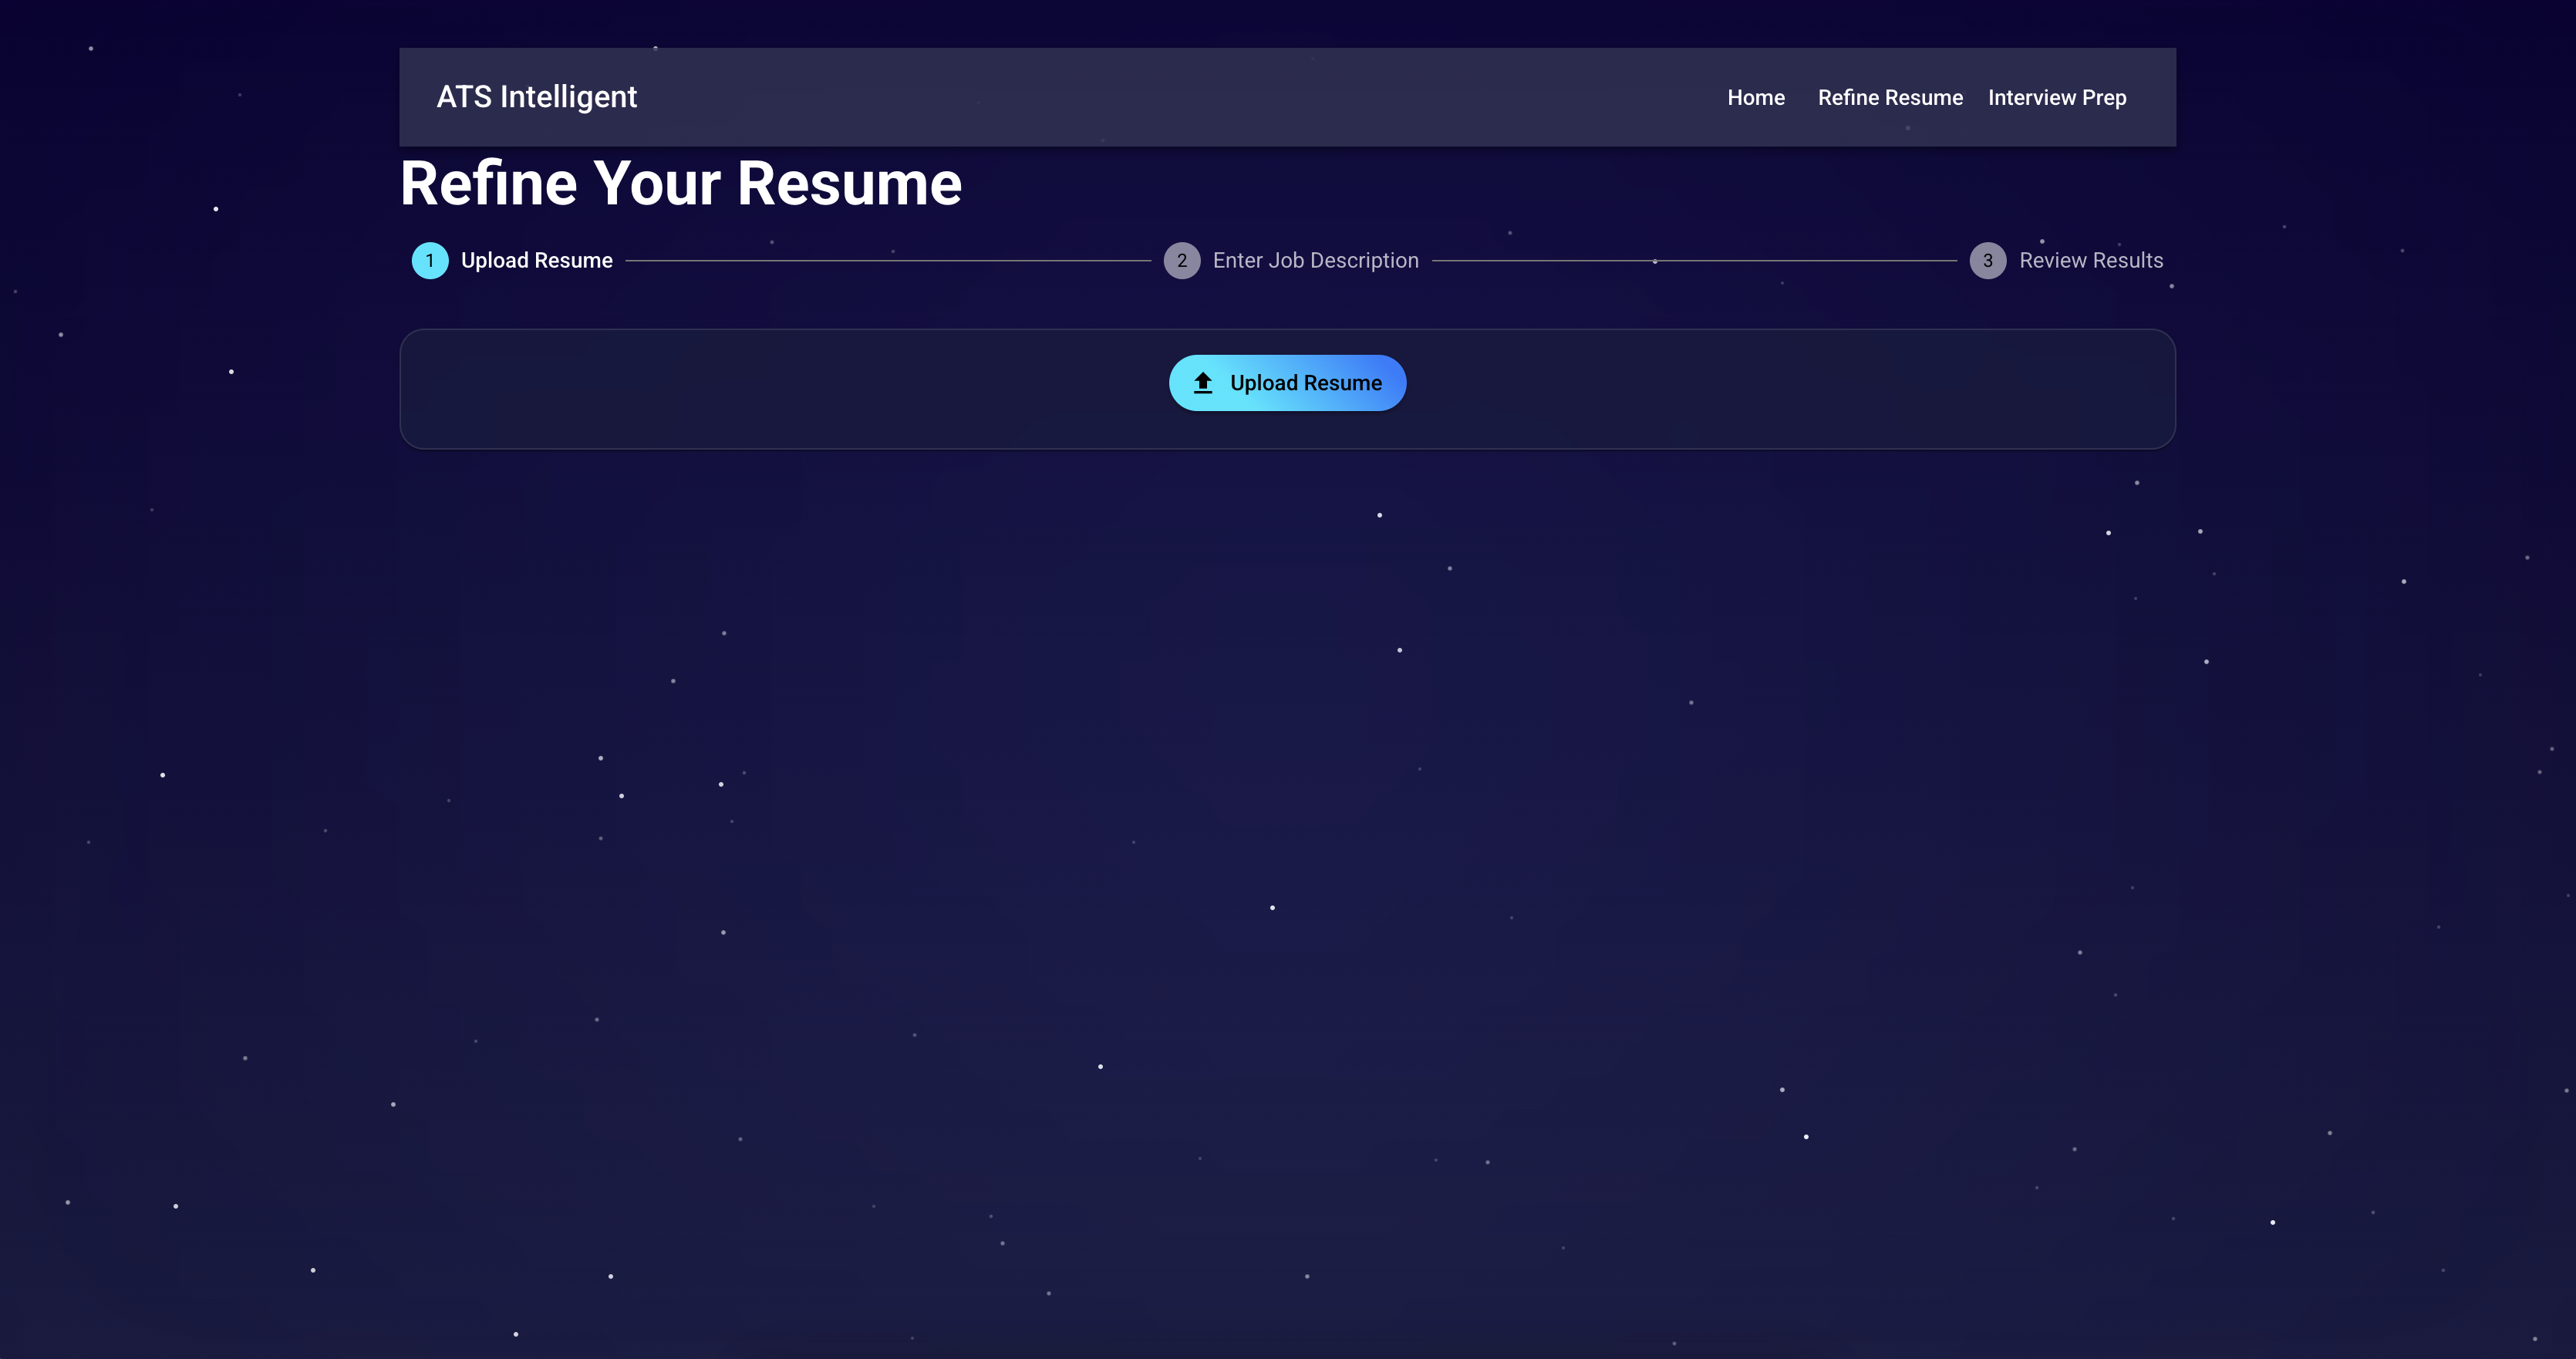 ATS Intelligent
Home Refine Resume Interview Prep
Refine Your Resume
1 Upload Resume 2 Enter Job Description 3 Review Results
Upload Resume